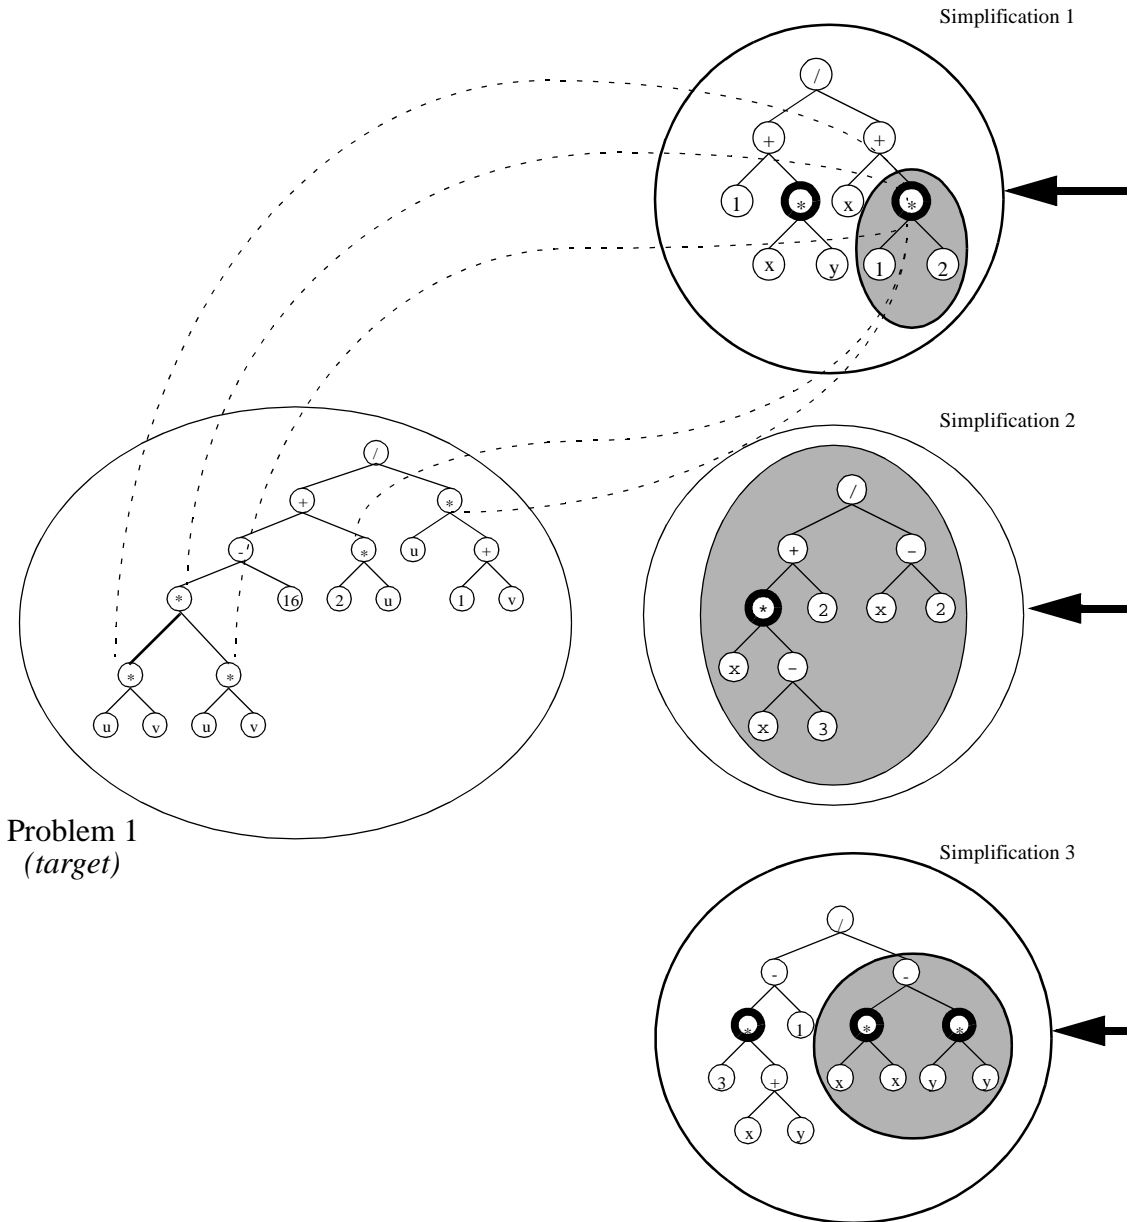 Simplification 1
/
+ +
1 * x *
x y 1 2
Simplification 2
/
+ -
* 2 x 2
x -
x 3
/
+ *
- * u +
* 16 2 u 1 v
* *
u v u v
Problem 1
(target)
Simplification 3
/
- -
* 1 * *
3 + x x y y
x y